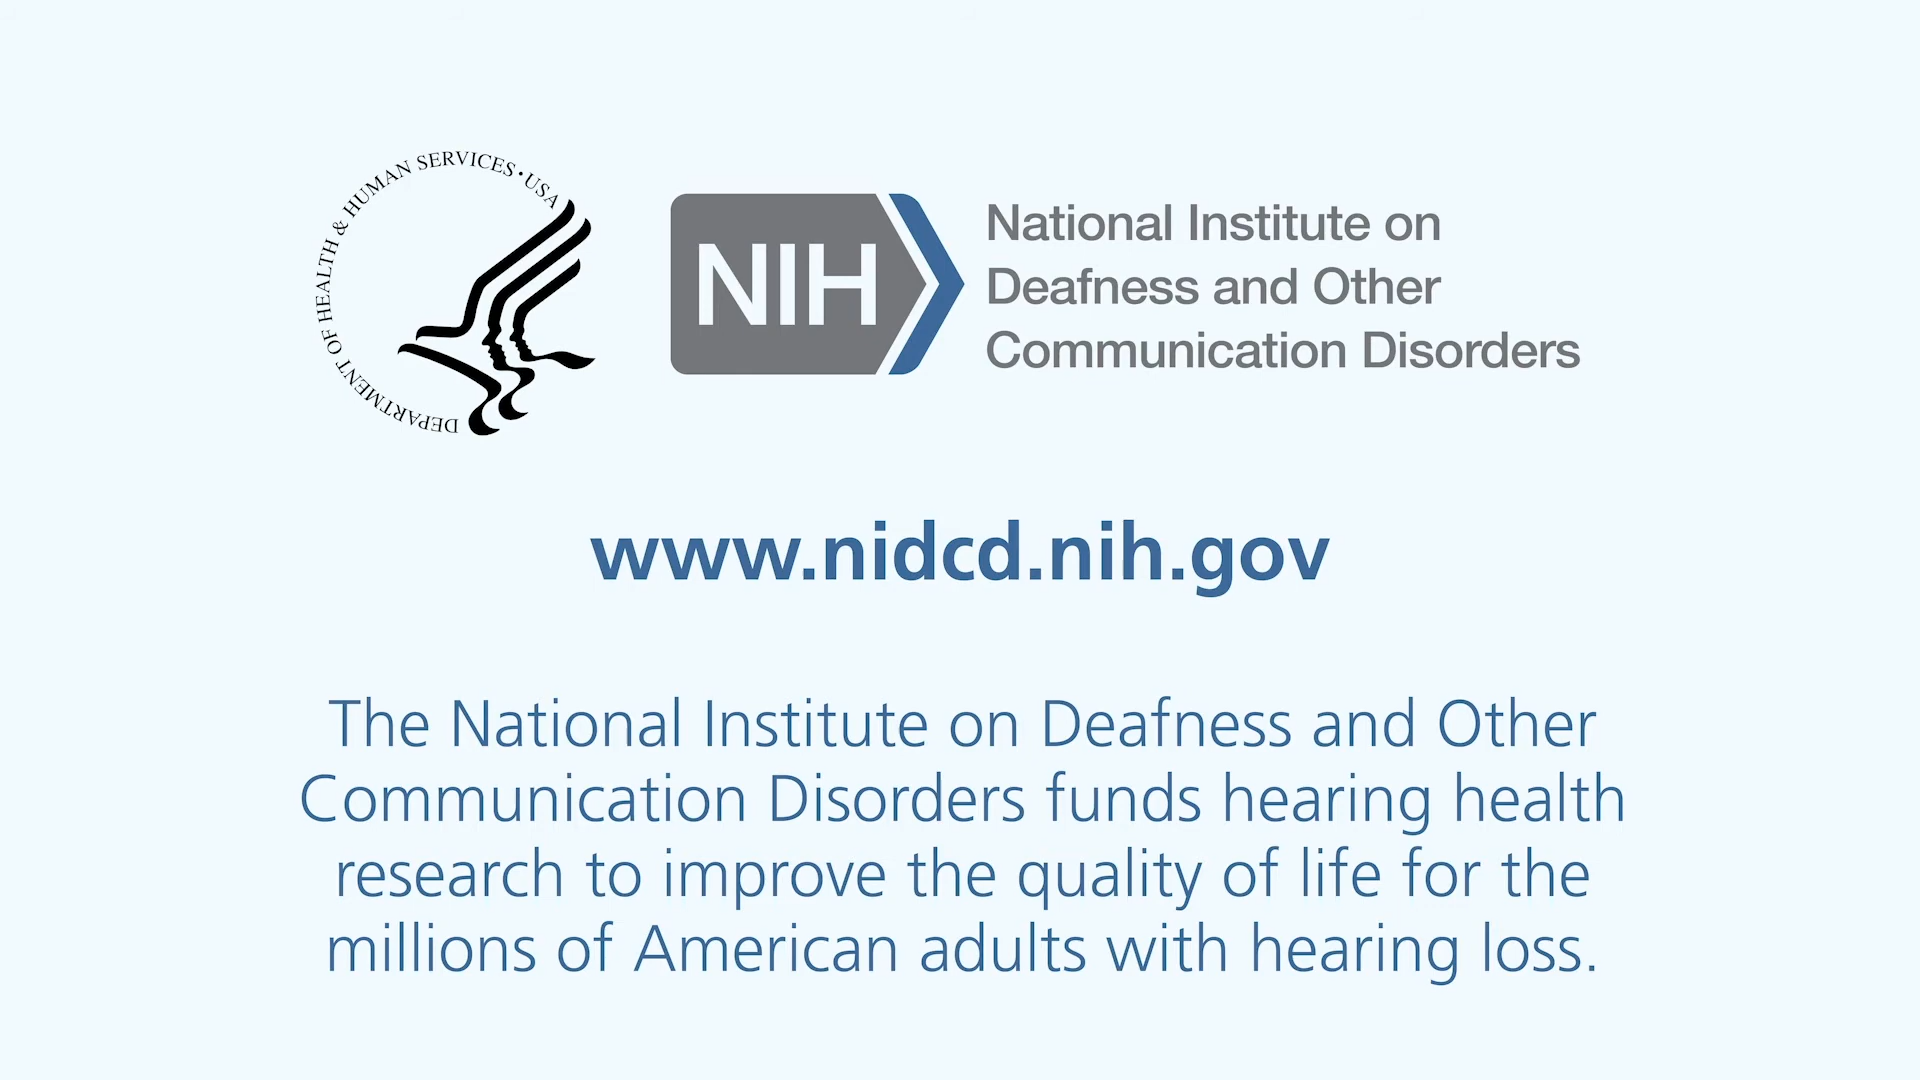 DEPARTMENT OF HEALTH & HUMAN SERVICES • USA
NIH
National Institute on
Deafness and Other
Communication Disorders
www.nidcd.nih.gov
The National Institute on Deafness and Other
Communication Disorders funds hearing health
research to improve the quality of life for the
millions of American adults with hearing loss.